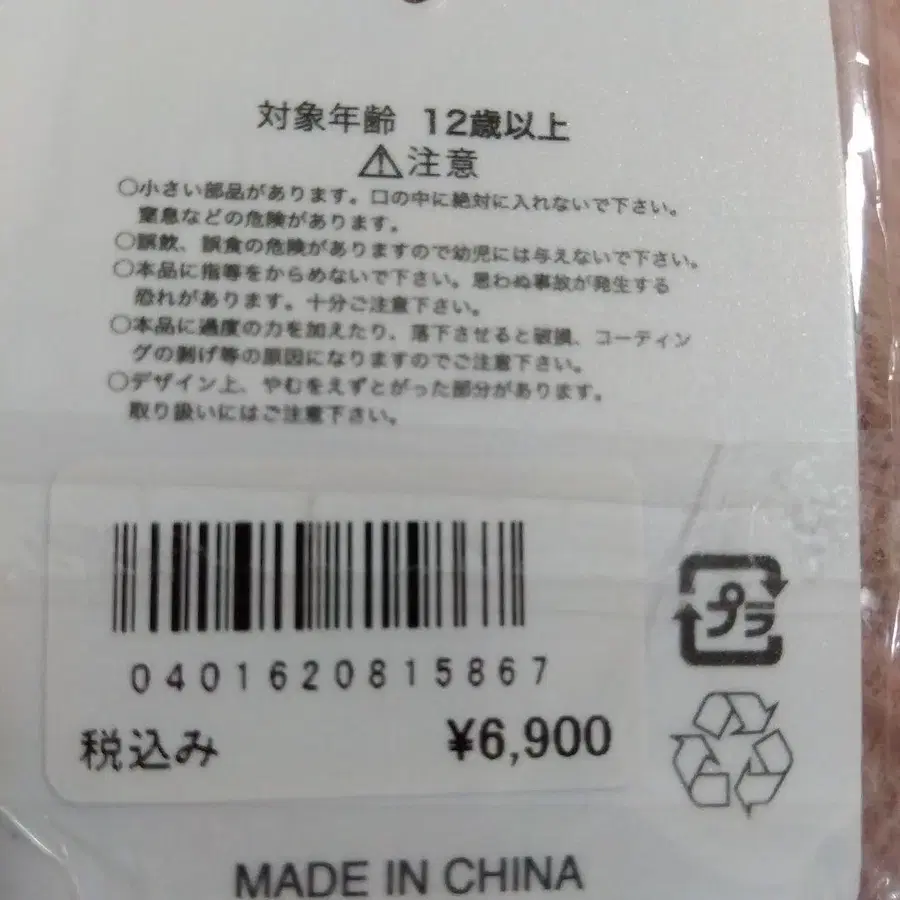 対象年齢 12歳以上
⚠注意
○小さい部品があります。口の中に絶対に入れないで下さい。
窒息などの危険があります。
○誤飲、誤食の危険がありますので幼児には与えないで下さい。
○本品に指等をからめないで下さい。思わぬ事故が発生する
恐れがあります。十分ご注意下さい。
○本品に過度の力を加えたり、落下させると破損、コーティン
グの剥げ等の原因になりますのでご注意下さい。
○デザイン上、やむをえずとがった部分があります。
取り扱いにはご注意下さい。
0401620815867
税込み ¥6,900
プラ
MADE IN CHINA